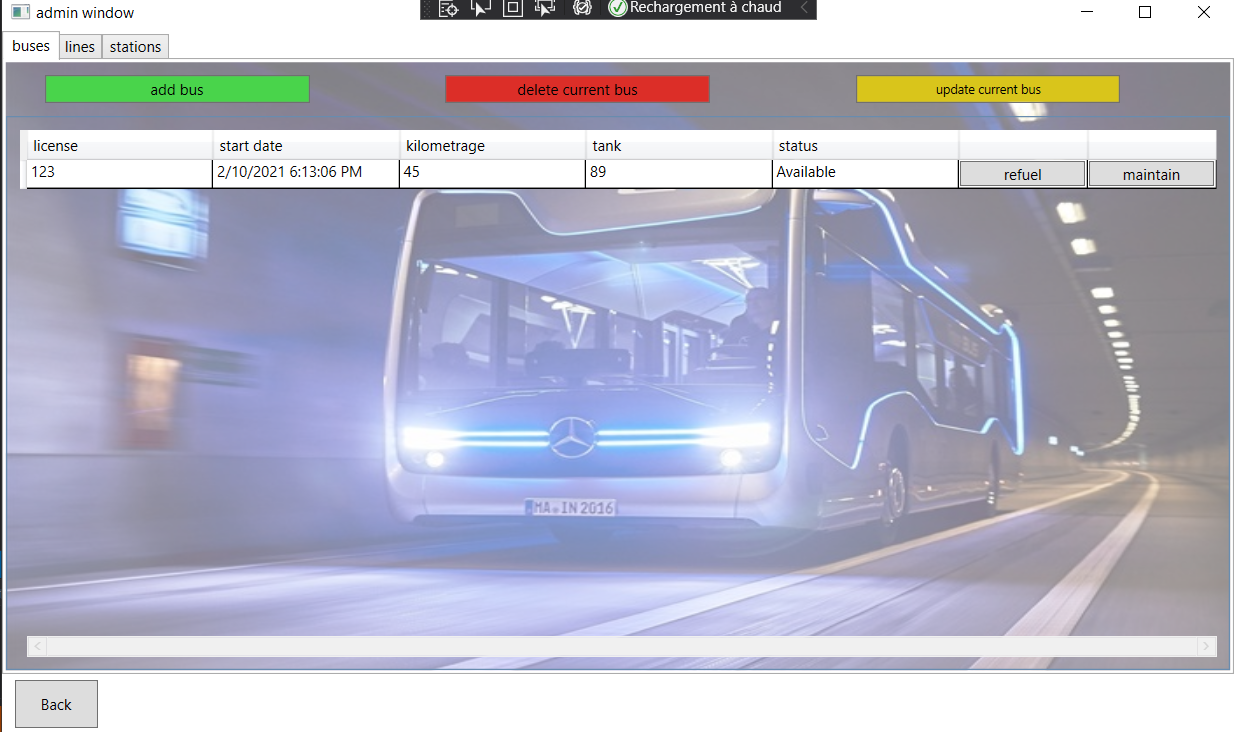 admin window
Rechargement à chaud
buses lines stations
add bus delete current bus update current bus
license start date kilometrage tank status
123 2/10/2021 6:13:06 PM 45 89 Available refuel maintain
MA IN 2016
Back